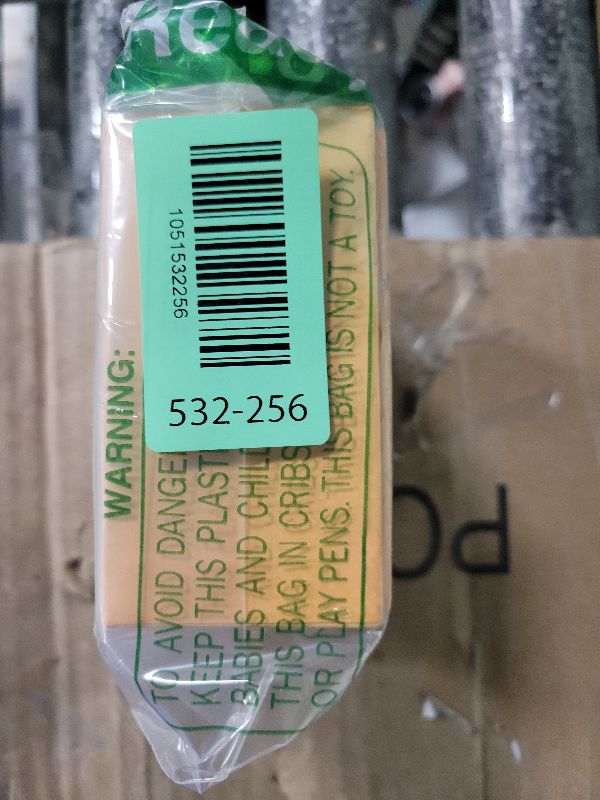 1051532256
532-256
WARNING:
TO AVOID DANGE
KEEP THIS PLAST
BABIES AND CHIL
THIS BAG IN CRIBS
OR PLAY PENS. THIS BAG IS NOT A TOY.